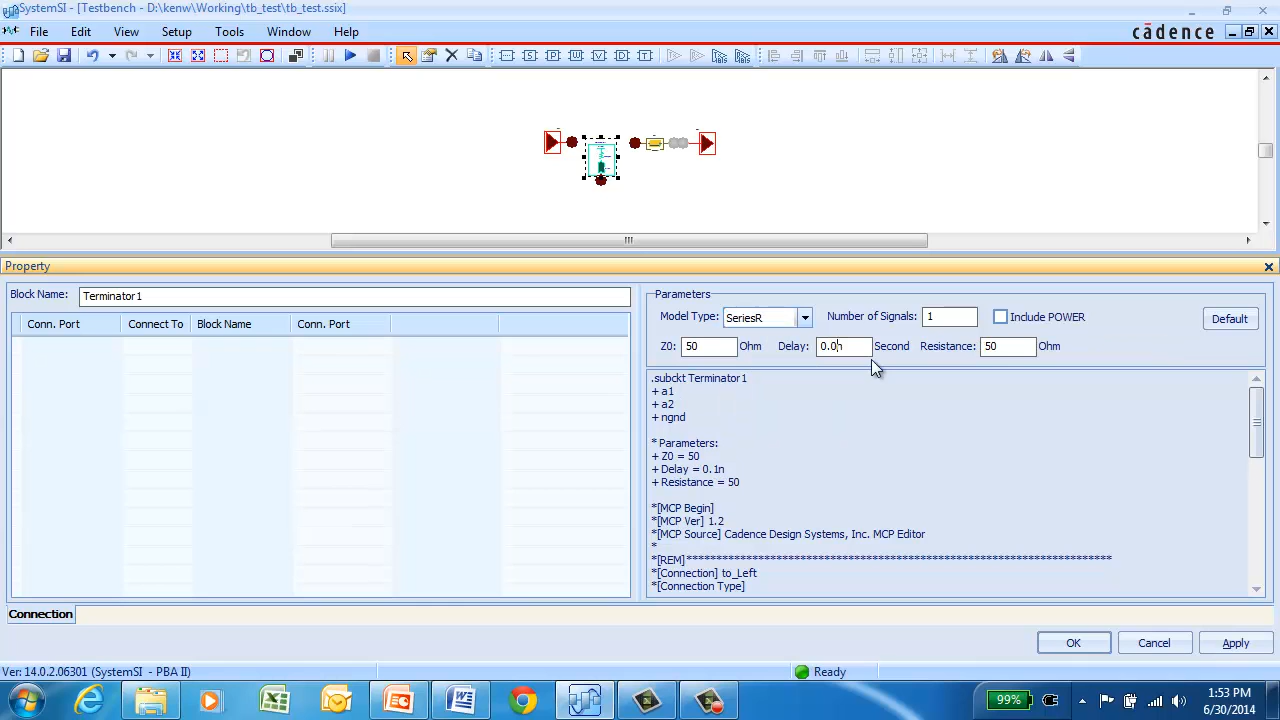 SystemSI - [Testbench - D:\kenw\Working\tb_test\tb_test.ssix]
File Edit View Setup Tools Window Help
cādence
S P W V D T
Property
Block Name: Terminator1
Conn. Port Connect To Block Name Conn. Port
Parameters
Model Type: SeriesR Number of Signals: 1 Include POWER Default
Z0: 50 Ohm Delay: 0.0n Second Resistance: 50 Ohm
.subckt Terminator1
+ a1
+ a2
+ ngnd
* Parameters:
+ Z0 = 50
+ Delay = 0.1n
+ Resistance = 50
*[MCP Begin]
*[MCP Ver] 1.2
*[MCP Source] Cadence Design Systems, Inc. MCP Editor
*
*[REM]***********************************************************************
*[Connection] to_Left
*[Connection Type]
Connection
OK Cancel Apply
Ver: 14.0.2.06301 (SystemSI - PBA II) Ready
99% 1:53 PM
6/30/2014